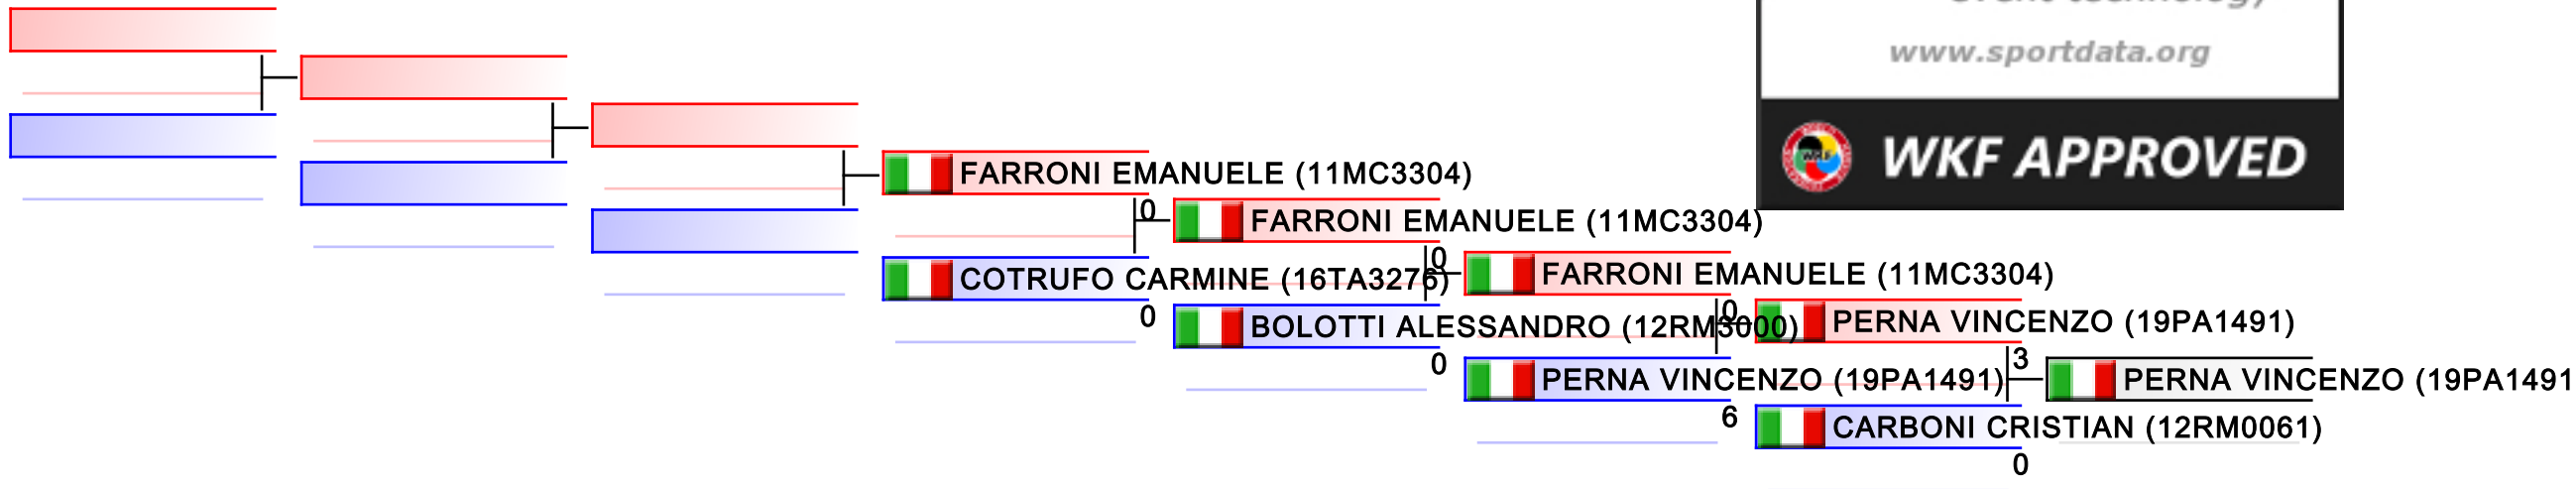 event technology
www.sportdata.org
WKF APPROVED
FARRONI EMANUELE (11MC3304)
0
FARRONI EMANUELE (11MC3304)
COTRUFO CARMINE (16TA3276)
0
0
FARRONI EMANUELE (11MC3304)
BOLOTTI ALESSANDRO (12RM3000)
0
0
PERNA VINCENZO (19PA1491)
PERNA VINCENZO (19PA1491)
6
3
PERNA VINCENZO (19PA1491
CARBONI CRISTIAN (12RM0061)
0